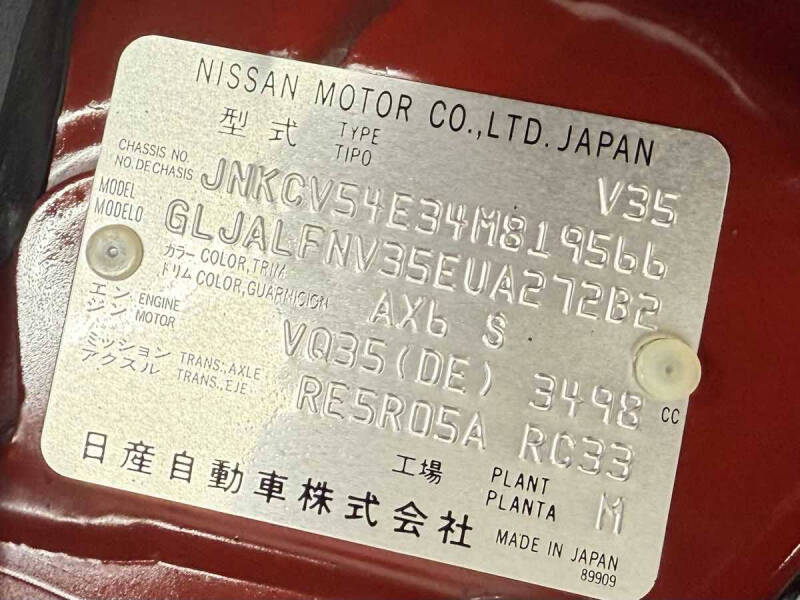 NISSAN MOTOR CO.,LTD. JAPAN
型式 TYPE TIPO V35
CHASSIS NO. NO. DE CHASIS JNKCV54E34M819566
MODEL MODELO GLJALFNV35EUA272B2
カラー COLOR,TRIM トリム COLOR,GUARNISION AX6 S
エンジン ENGINE MOTOR VQ35(DE) 3498 CC
ミッション アクスル TRANS.,AXLE TRANS.,EJE RE5R05A RC33
工場 PLANT PLANTA M
日産自動車株式会社 MADE IN JAPAN
89909